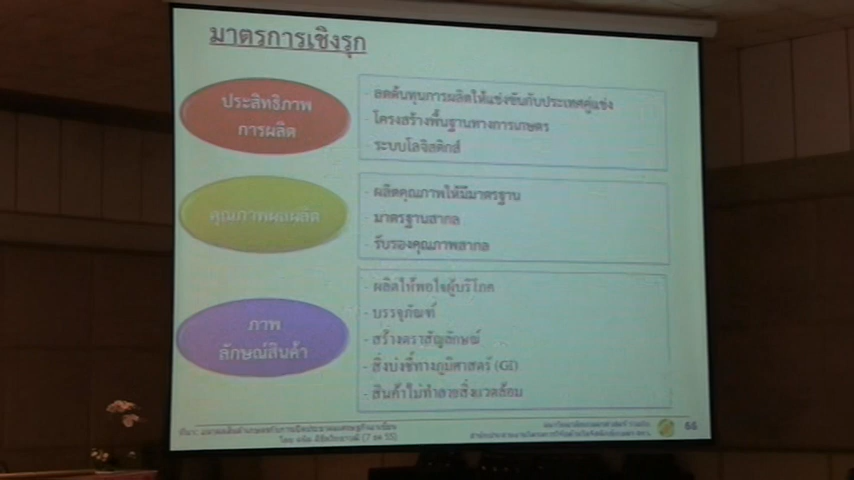 มาตรการเชิงรุก
ประสิทธิภาพ
การผลิต
- ลดต้นทุนการผลิตให้แข่งขันกับประเทศคู่แข่ง
- โครงสร้างพื้นฐานทางการเกษตร
- ระบบโลจิสติกส์
คุณภาพผลผลิต
- ผลิตคุณภาพให้มีมาตรฐาน
- มาตรฐานสากล
- รับรองคุณภาพสากล
ภาพ
ลักษณ์สินค้า
- ผลิตให้พอใจผู้บริโภค
- บรรจุภัณฑ์
- สร้างตราสัญลักษณ์
- สิ่งบ่งชี้ทางภูมิศาสตร์ (GI)
- สินค้าไม่ทำลายสิ่งแวดล้อม
66